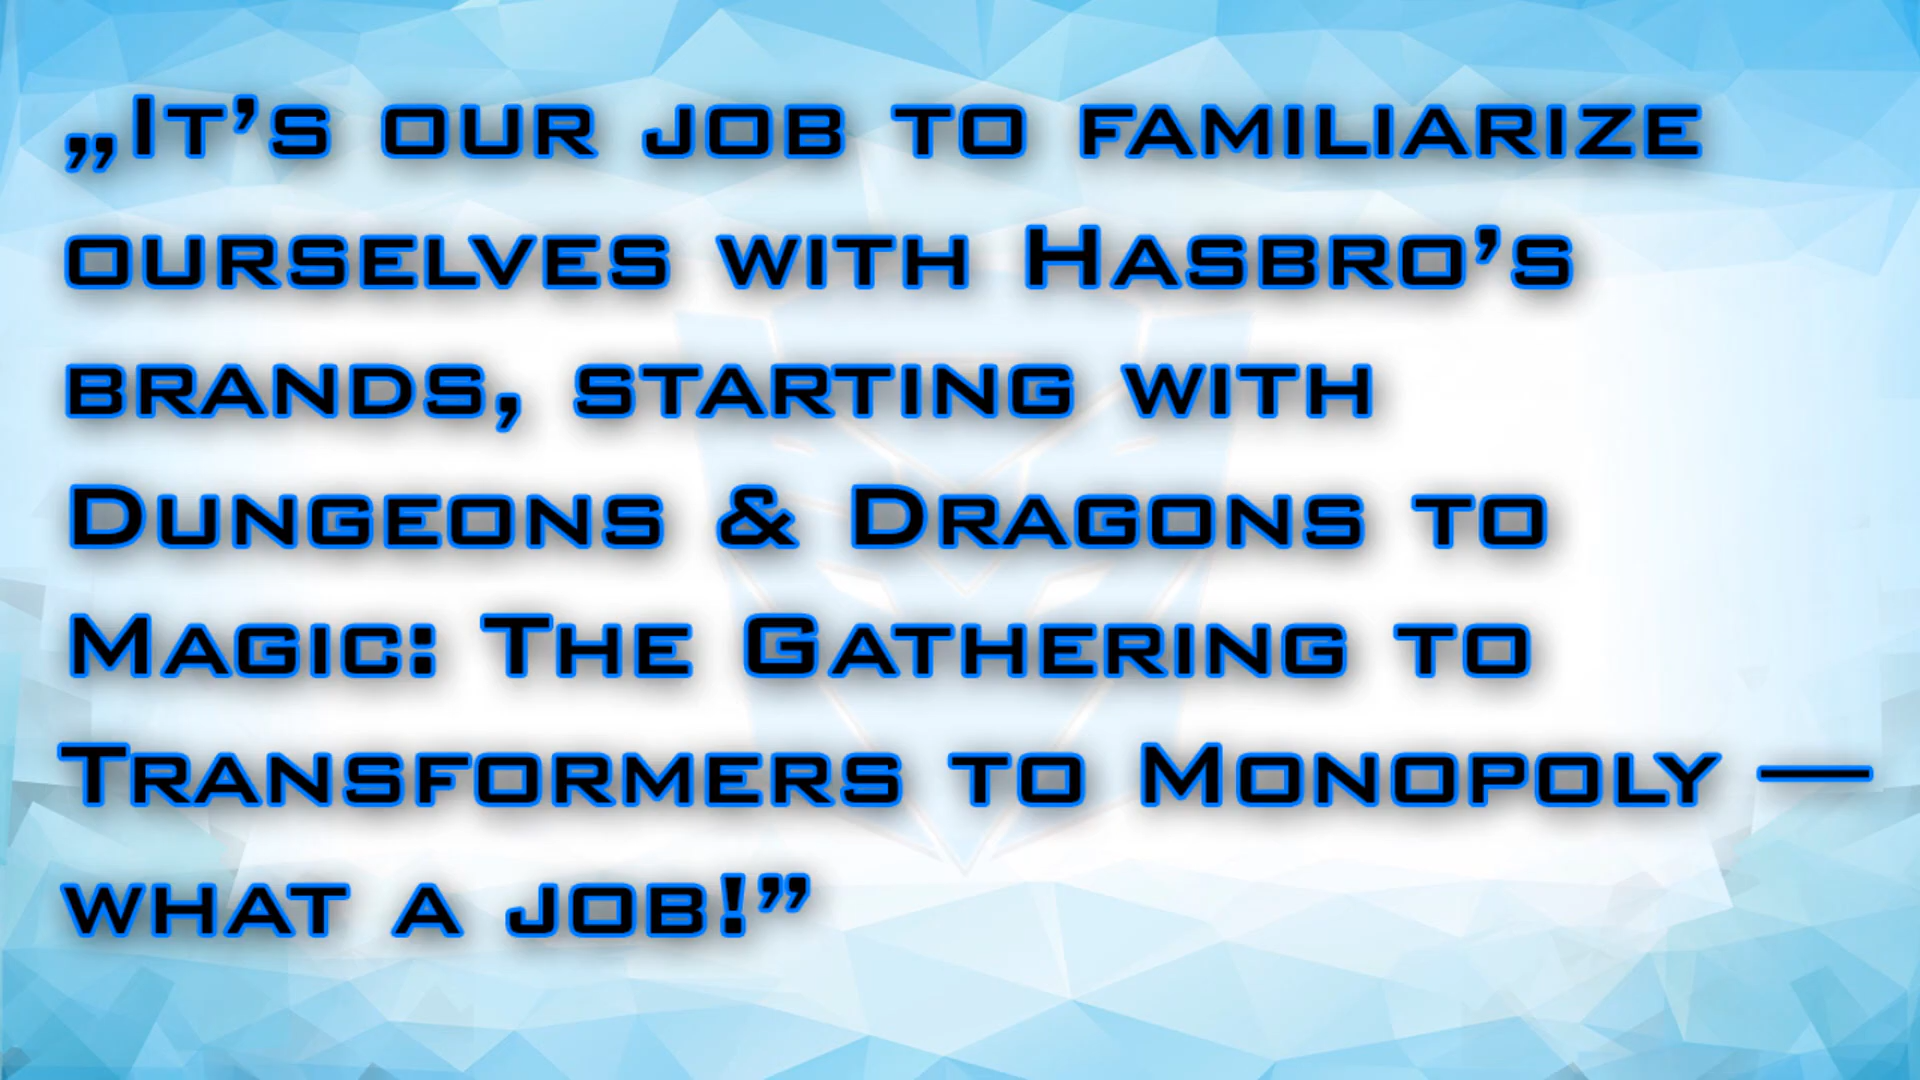 „It’s our job to familiarize
ourselves with Hasbro’s
brands, starting with
Dungeons & Dragons to
Magic: The Gathering to
Transformers to Monopoly —
what a job!”